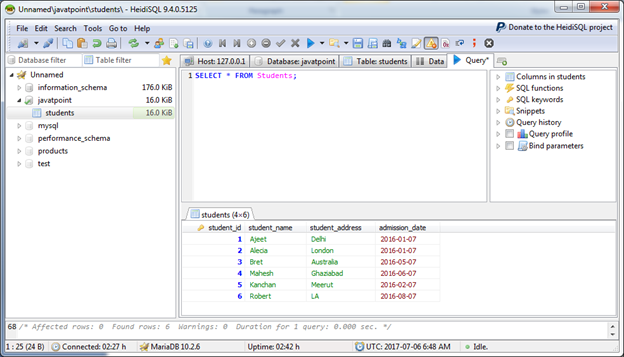 Unnamed\javatpoint\students\ - HeidiSQL 9.4.0.5125
File Edit Search Tools Go to Help
Donate to the HeidiSQL project
Database filter Table filter
Host: 127.0.0.1 Database: javatpoint Table: students Data Query*
Unnamed
information_schema 176.0 KiB
javatpoint 16.0 KiB
students 16.0 KiB
mysql
performance_schema
products
test
1 SELECT * FROM Students;
Columns in students
SQL functions
SQL keywords
Snippets
Query history
Query profile
Bind parameters
students (4×6)
student_id student_name student_address admission_date
1 Ajeet Delhi 2016-01-07
2 Alecia London 2016-01-07
3 Bret Australia 2016-05-07
4 Mahesh Ghaziabad 2016-06-07
5 Kanchan Meerut 2016-02-07
6 Robert LA 2016-08-07
68 /* Affected rows: 0 Found rows: 6 Warnings: 0 Duration for 1 query: 0.000 sec. */
1 : 25 (24 B) Connected: 02:27 h MariaDB 10.2.6 Uptime: 02:42 h UTC: 2017-07-06 6:48 AM Idle.